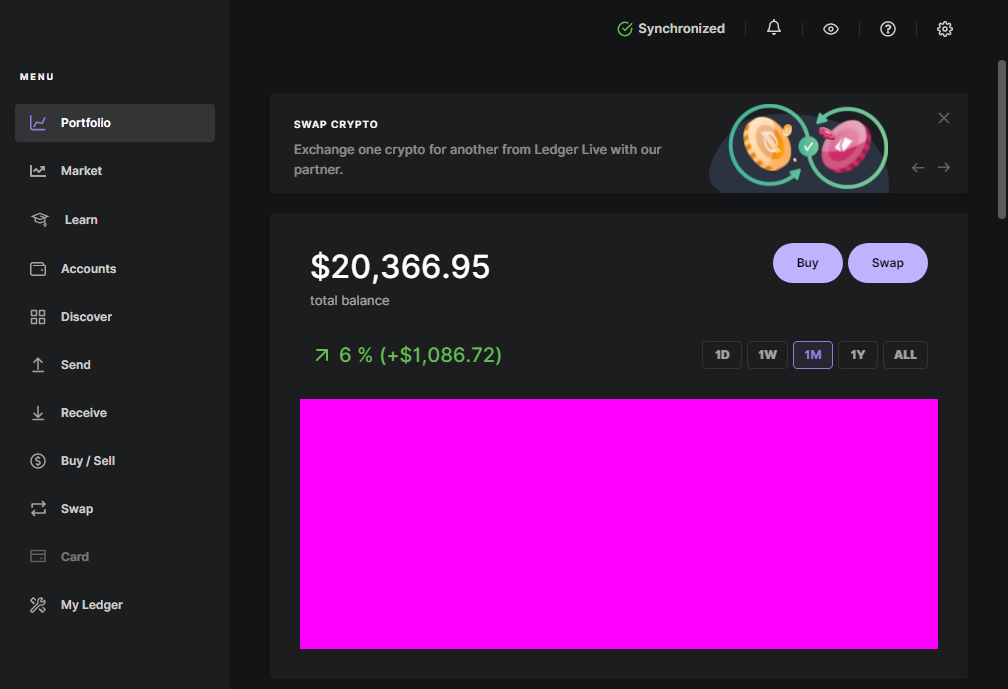 Synchronized
MENU
Portfolio
Market
Learn
Accounts
Discover
Send
Receive
Buy / Sell
Swap
Card
My Ledger
SWAP CRYPTO
Exchange one crypto for another from Ledger Live with our
partner.
$20,366.95
total balance
Buy
Swap
6 % (+$1,086.72)
1D
1W
1M
1Y
ALL